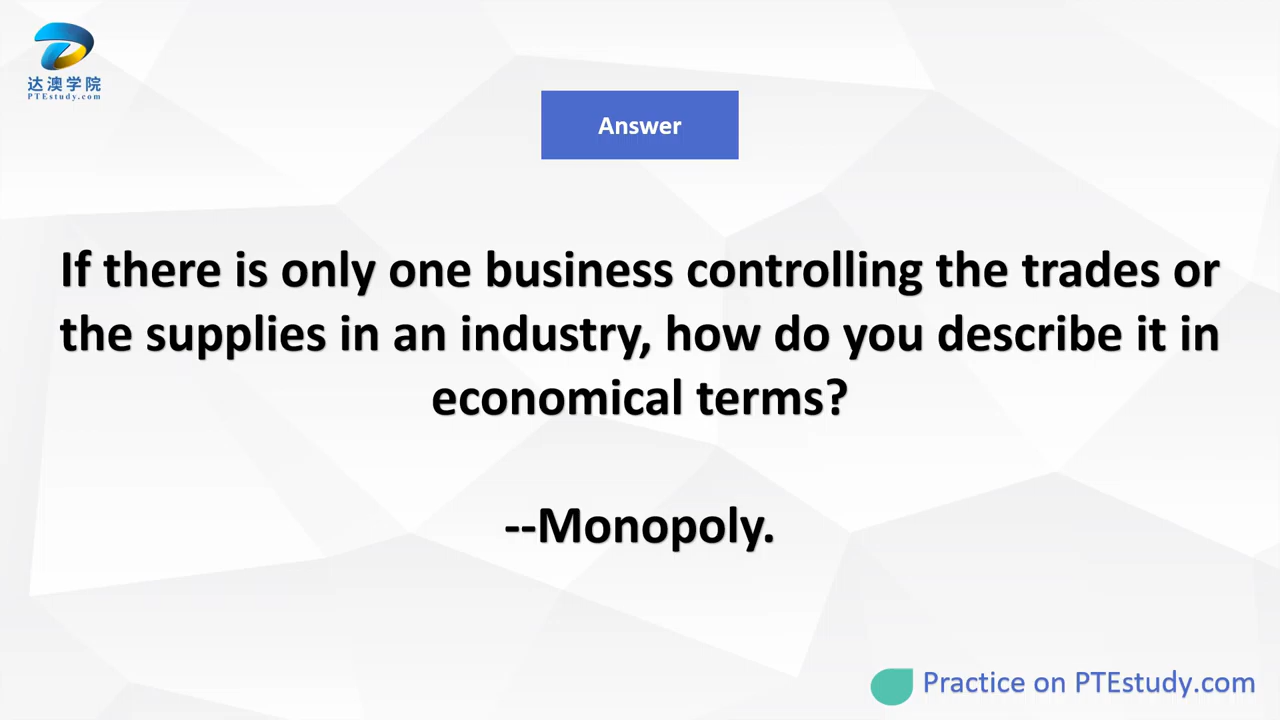 达澳学院
PTEstudy.com
Answer
If there is only one business controlling the trades or
the supplies in an industry, how do you describe it in
economical terms?
--Monopoly.
Practice on PTEstudy.com